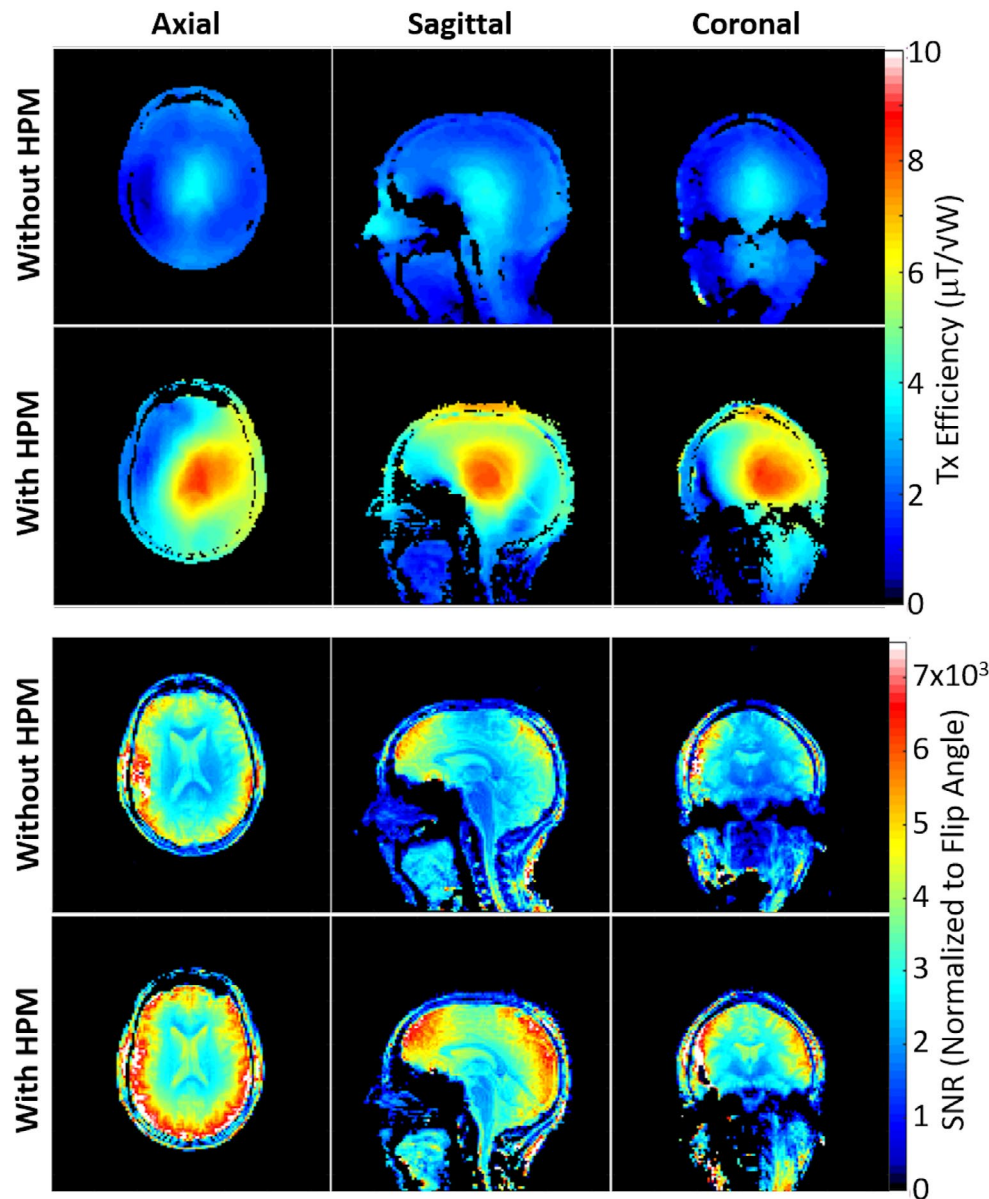 Axial Sagittal Coronal
Without HPM
With HPM
10
8
6
4
2
0
Tx Efficiency (μT/√W)
Without HPM
With HPM
7x10³
6
5
4
3
2
1
0
SNR (Normalized to Flip Angle)